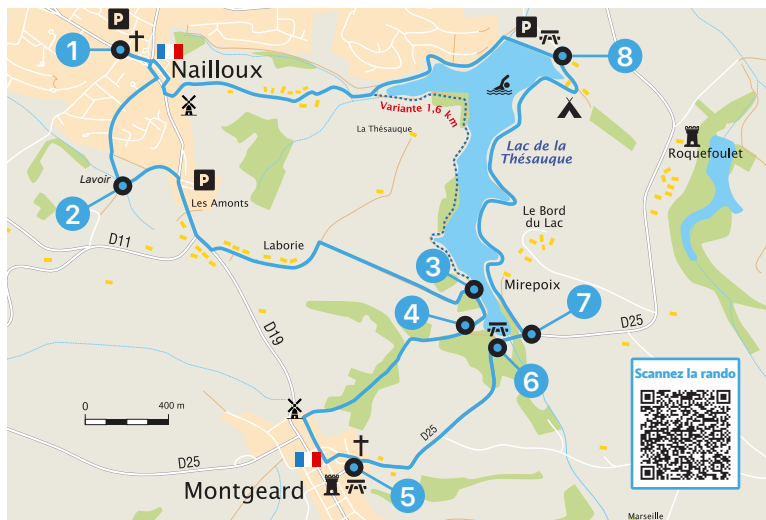 P
1
Nailloux
P
8
Variante 1,6 km
La Thésauque
Lac de la
Thésauque
Roquefoulet
Lavoir
P
2
Les Amonts
Le Bord
du Lac
D11
Laborie
3
Mirepoix
7
4
D25
D19
6
Scannez la rando
0
400 m
D25
D25
5
Montgeard
Marseille